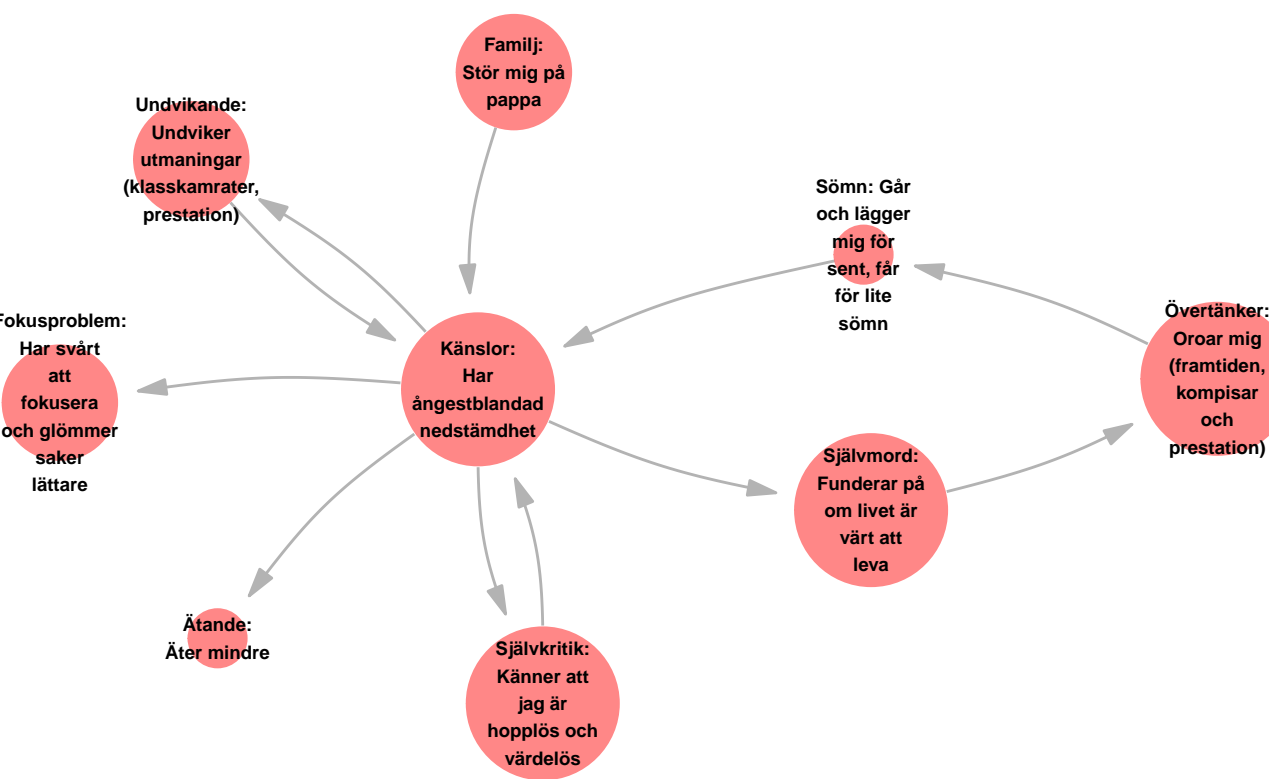 Familj:
Stör mig på
pappa
Undvikande:
Undviker
utmaningar
(klasskamrater,
prestation)
Sömn: Går
och lägger
mig för
sent, får
för lite
sömn
Övertänker:
Oroar mig
(framtiden,
kompisar
och
prestation)
Fokusproblem:
Har svårt
att
fokusera
och glömmer
saker
lättare
Känslor:
Har
ångestblandad
nedstämdhet
Självmord:
Funderar på
om livet är
värt att
leva
Ätande:
Äter mindre
Självkritik:
Känner att
jag är
hopplös och
värdelös